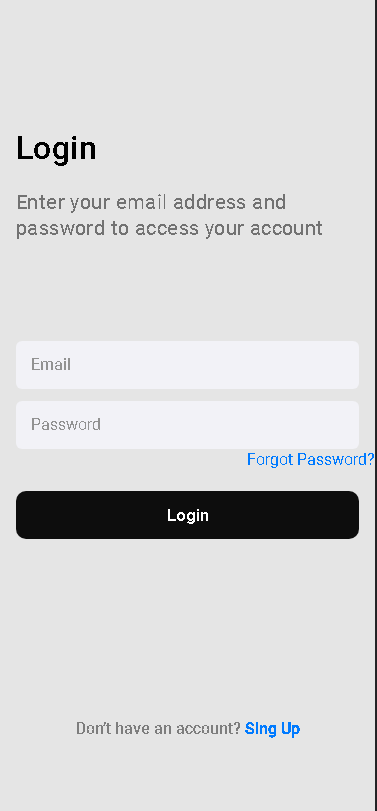 Login
Enter your email address and
password to access your account
Email
Password
Forgot Password?
Login
Don't have an account? Sing Up